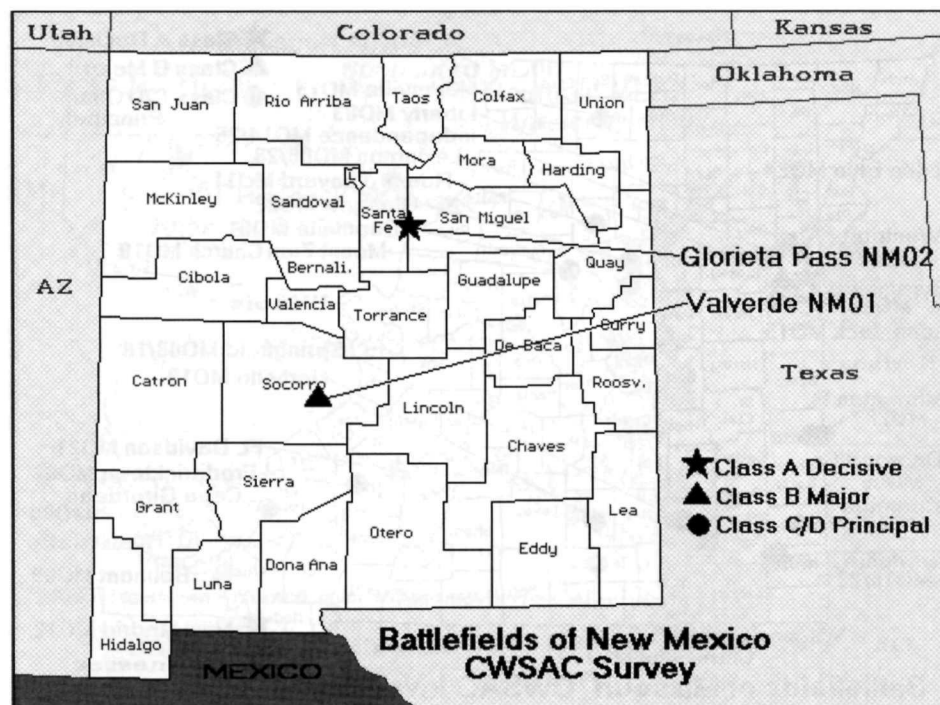 Utah
Colorado
Kansas
Oklahoma
San Juan
Rio Arriba
Taos
Colfax
Union
Mora
Harding
McKinley
Sandoval
Santa
Fe
San Miguel
Quay
Glorieta Pass NM02
AZ
Cibola
Bernali.
Guadalupe
Valencia
Torrance
Valverde NM01
Curry
De Baca
Texas
Catron
Socorro
Roosv.
Lincoln
Chaves
Class A Decisive
Class B Major
Class C/D Principal
Sierra
Grant
Otero
Lea
Eddy
Dona Ana
Luna
Hidalgo
MEXICO
Battlefields of New Mexico
CWSAC Survey